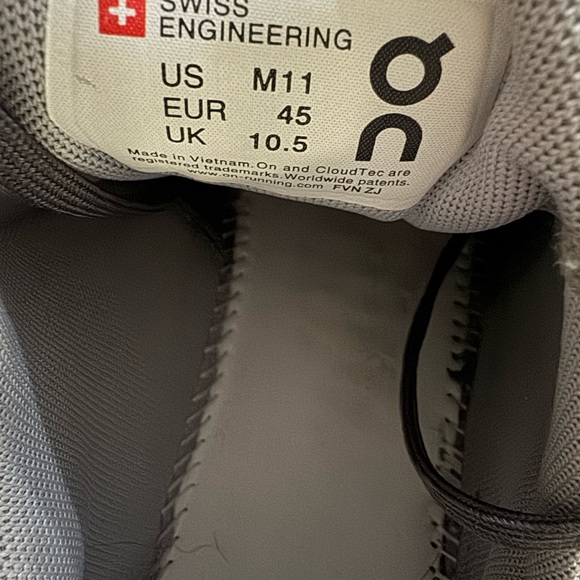 SWISS
ENGINEERING
US M11
EUR 45
UK 10.5
Made in Vietnam.On and CloudTec are
registered trademarks.Worldwide patents.
www.on-running.com FVN ZJ